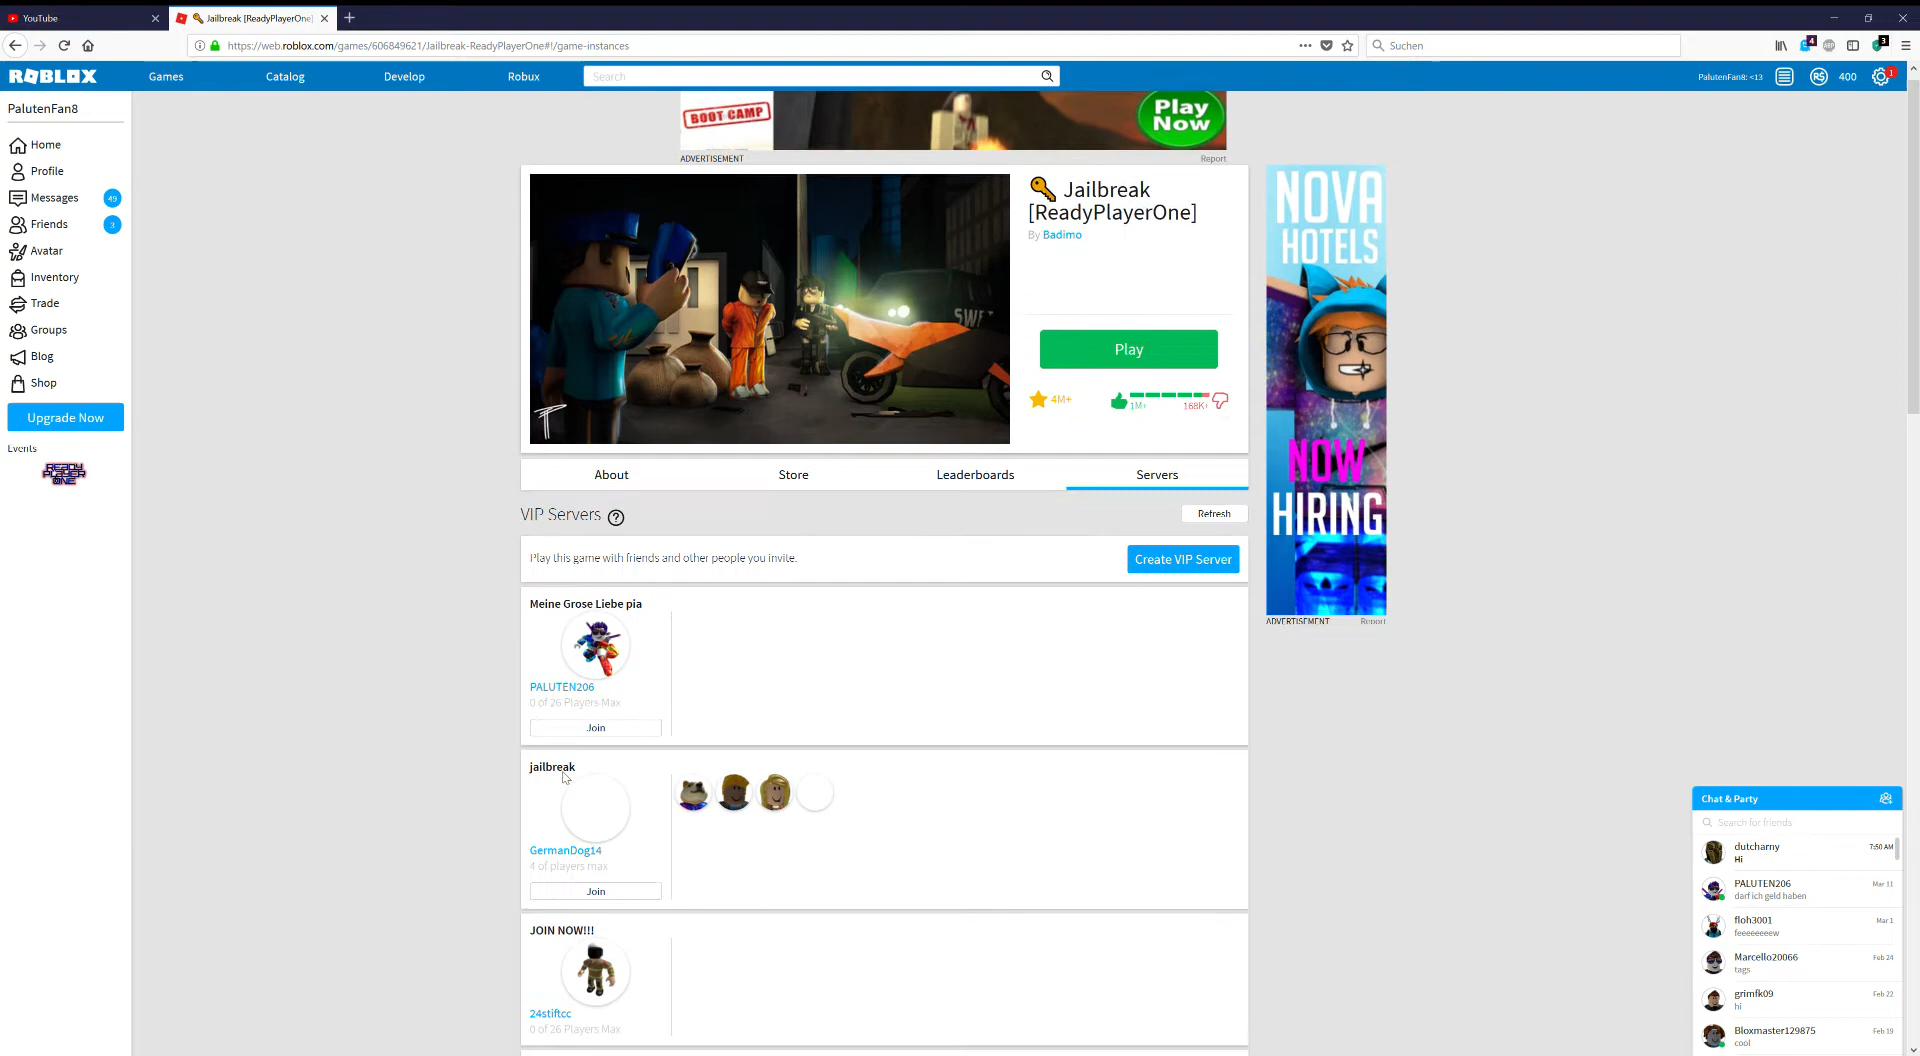 YouTube
Jailbreak [ReadyPlayerOne]
https://web.roblox.com/games/606849621/Jailbreak-ReadyPlayerOne#!/game-instances
Suchen
4
ABP
3
ROBLOX
Games
Catalog
Develop
Robux
Search
PalutenFan8: <13
R$
400
1
PalutenFan8
Home
Profile
Messages
49
Friends
3
Avatar
Inventory
Trade
Groups
Blog
Shop
Upgrade Now
Events
READY
PLAYER
ONE
BOOT CAMP
Play
Now
ADVERTISEMENT
Report
Jailbreak
[ReadyPlayerOne]
By Badimo
Play
4M+
1M+
168K+
NOVA
HOTELS
NOW
HIRING
ADVERTISEMENT
Report
About
Store
Leaderboards
Servers
VIP Servers
Refresh
Play this game with friends and other people you invite.
Create VIP Server
Meine Grose Liebe pia
PALUTEN206
0 of 26 Players Max
Join
jailbreak
GermanDog14
4 of players max
Join
JOIN NOW!!!
24stiftcc
0 of 26 Players Max
Chat & Party
Search for friends
dutcharny
7:50 AM
Hi
PALUTEN206
Mar 11
darf ich geld haben
floh3001
Mar 1
feeeeeeeew
Marcello20066
Feb 24
tags
grimfk09
Feb 22
hi
Bloxmaster129875
Feb 19
cool